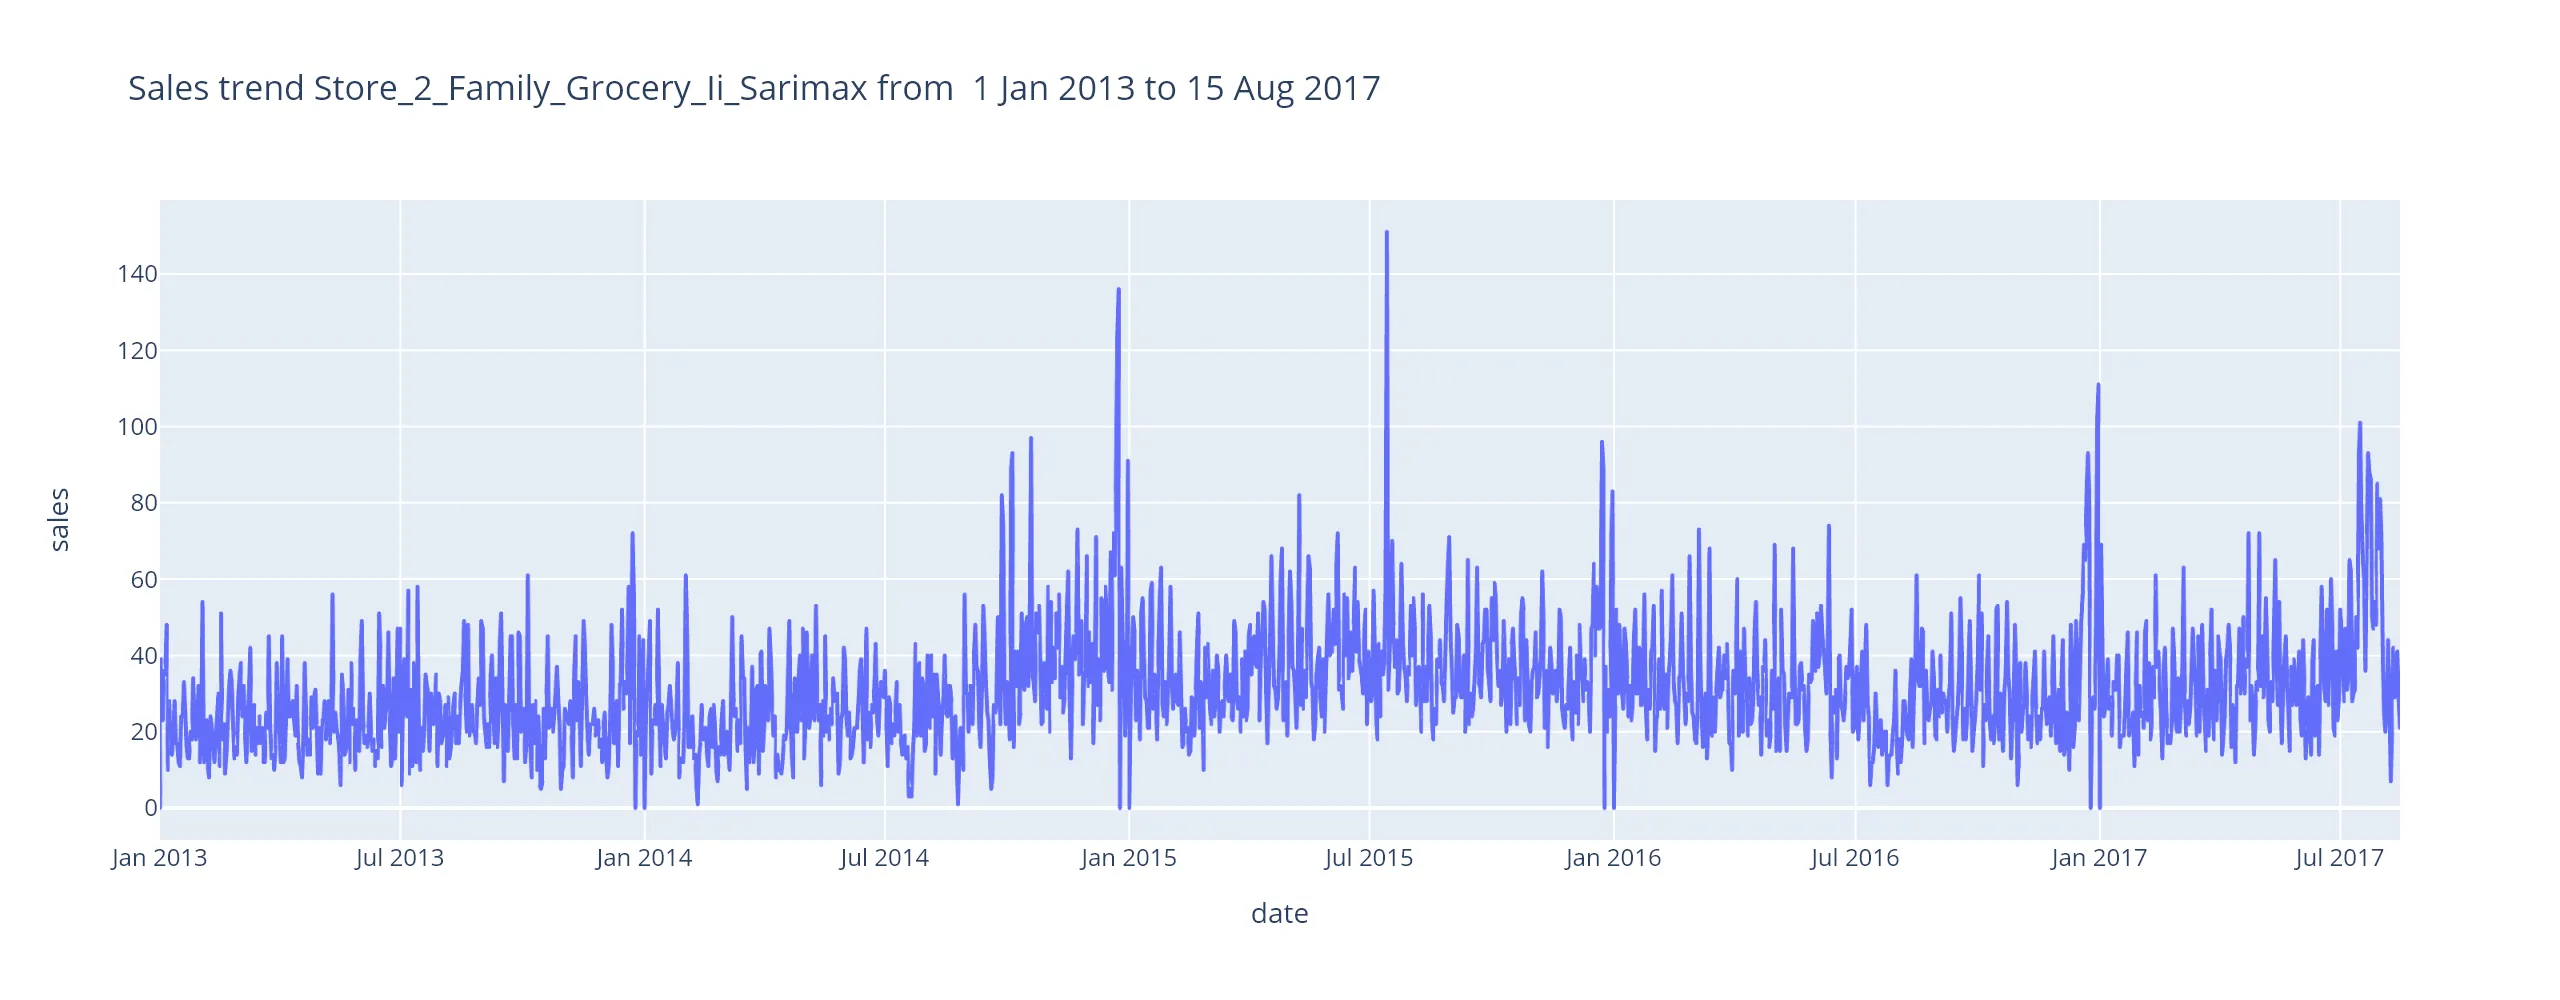 Sales trend Store_2_Family_Grocery_Ii_Sarimax from  1 Jan 2013 to 15 Aug 2017
sales
140
120
100
80
60
40
20
0
Jan 2013 Jul 2013 Jan 2014 Jul 2014 Jan 2015 Jul 2015 Jan 2016 Jul 2016 Jan 2017 Jul 2017
date